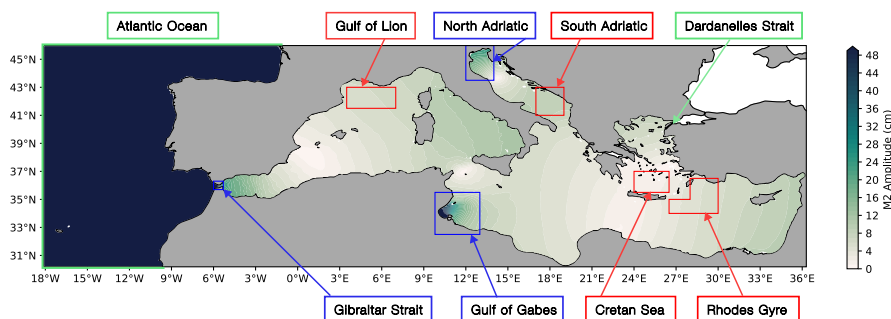 Atlantic Ocean
Gulf of Lion
North Adriatic
South Adriatic
Dardanelles Strait
45°N
43°N
41°N
39°N
37°N
35°N
33°N
31°N
18°W 15°W 12°W 9°W 6°W 3°W 0°W 3°E 6°E 9°E 12°E 15°E 18°E 21°E 24°E 27°E 30°E 33°E 36°E
48
44
40
36
32
28
24
20
16
12
8
4
0
M2 Amplitude (cm)
Gibraltar Strait
Gulf of Gabes
Cretan Sea
Rhodes Gyre